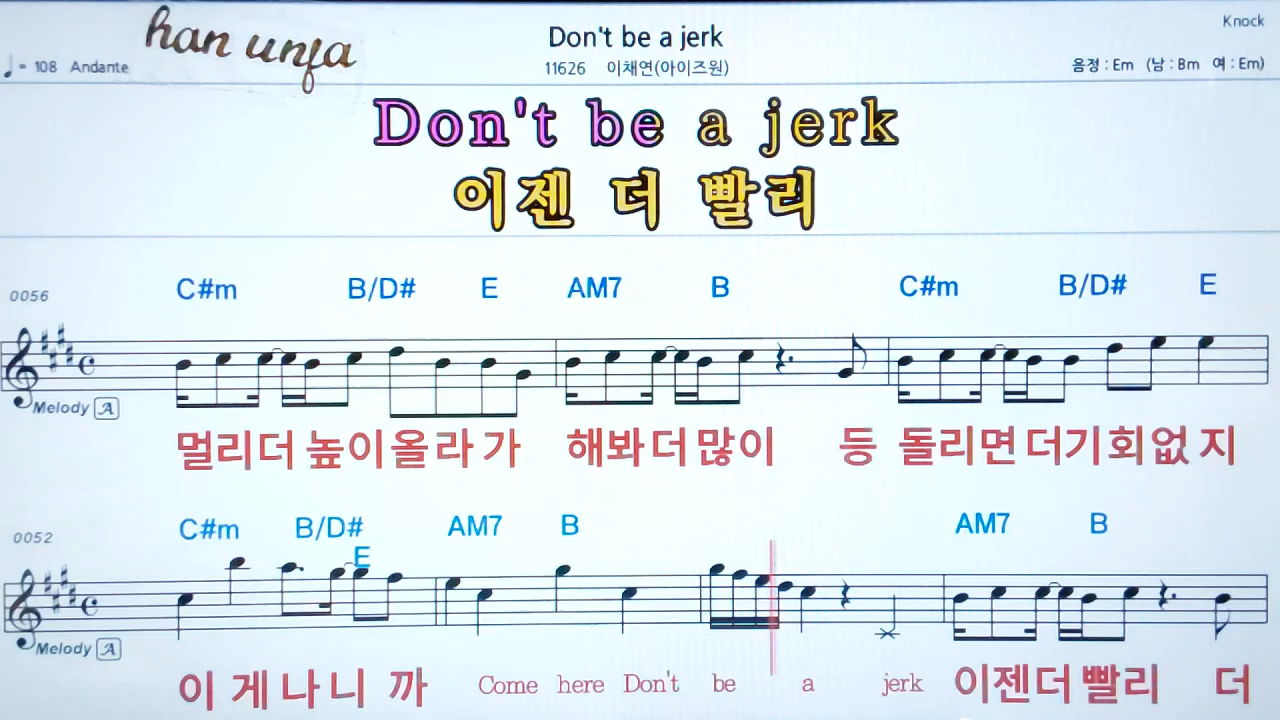 han unfa
Don't be a jerk
Knock
♩= 108 Andante
11626 이채연(아이즈원)
음정 : Em (남 : Bm 여 : Em)
Don't be a jerk
이젠 더 빨리
C#m B/D# E AM7 B C#m B/D# E
0056
Melody A
멀리더 높이올라가 해봐더많이 등 돌리면더기회없지
C#m B/D# E AM7 B AM7 B
0052
Melody A
이게나니 까 Come here Don't be a jerk 이젠더빨리 더